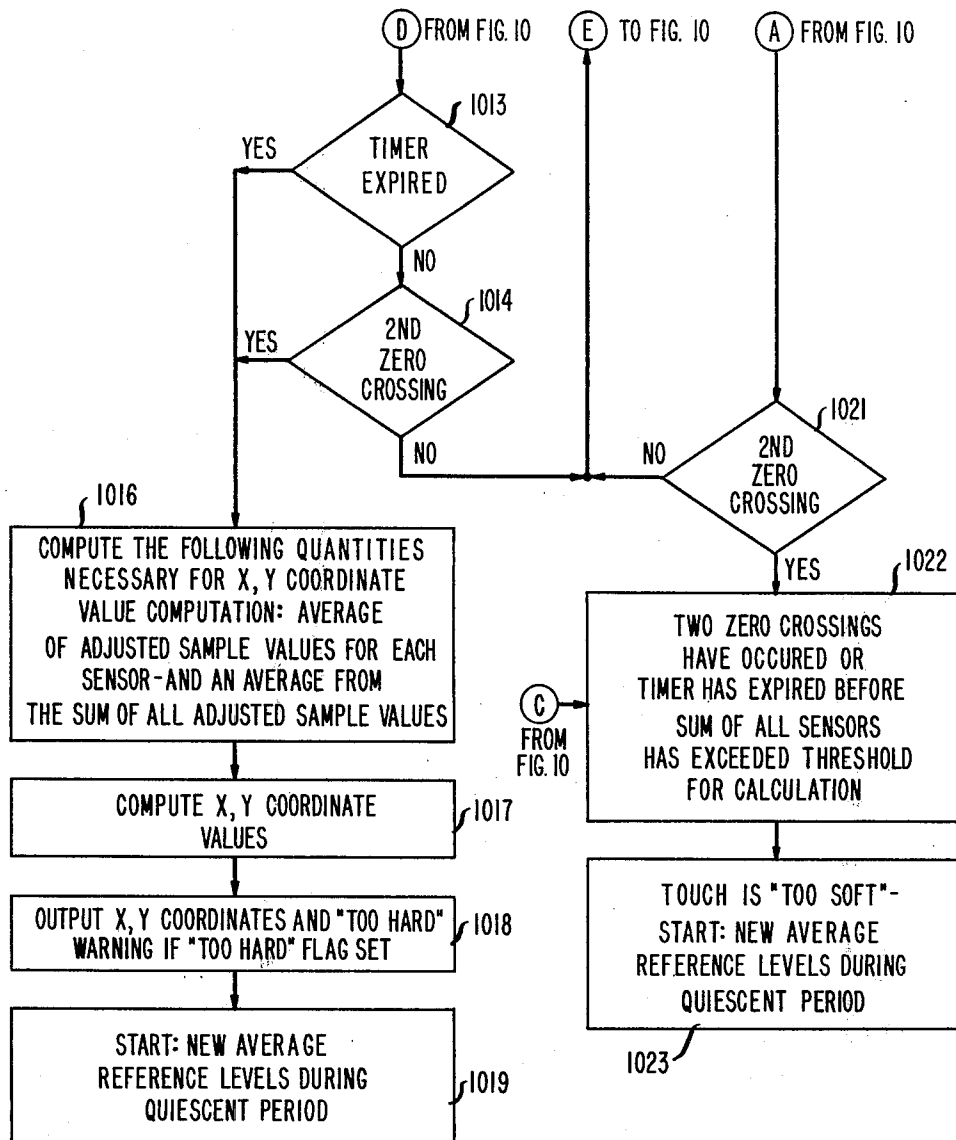 D FROM FIG. 10
E TO FIG. 10
A FROM FIG. 10
1013
YES
TIMER
EXPIRED
NO
1014
YES
2ND
ZERO
CROSSING
NO
1021
NO
2ND
ZERO
CROSSING
YES
1016
COMPUTE THE FOLLOWING QUANTITIES
NECESSARY FOR X, Y COORDINATE
VALUE COMPUTATION: AVERAGE
OF ADJUSTED SAMPLE VALUES FOR EACH
SENSOR-AND AN AVERAGE FROM
THE SUM OF ALL ADJUSTED SAMPLE VALUES
COMPUTE X, Y COORDINATE
VALUES
1017
OUTPUT X, Y COORDINATES AND "TOO HARD"
WARNING IF "TOO HARD" FLAG SET
1018
START: NEW AVERAGE
REFERENCE LEVELS DURING
QUIESCENT PERIOD
1019
1022
C
FROM
FIG. 10
TWO ZERO CROSSINGS
HAVE OCCURED OR
TIMER HAS EXPIRED BEFORE
SUM OF ALL SENSORS
HAS EXCEEDED THRESHOLD
FOR CALCULATION
TOUCH IS "TOO SOFT"-
START: NEW AVERAGE
REFERENCE LEVELS DURING
QUIESCENT PERIOD
1023